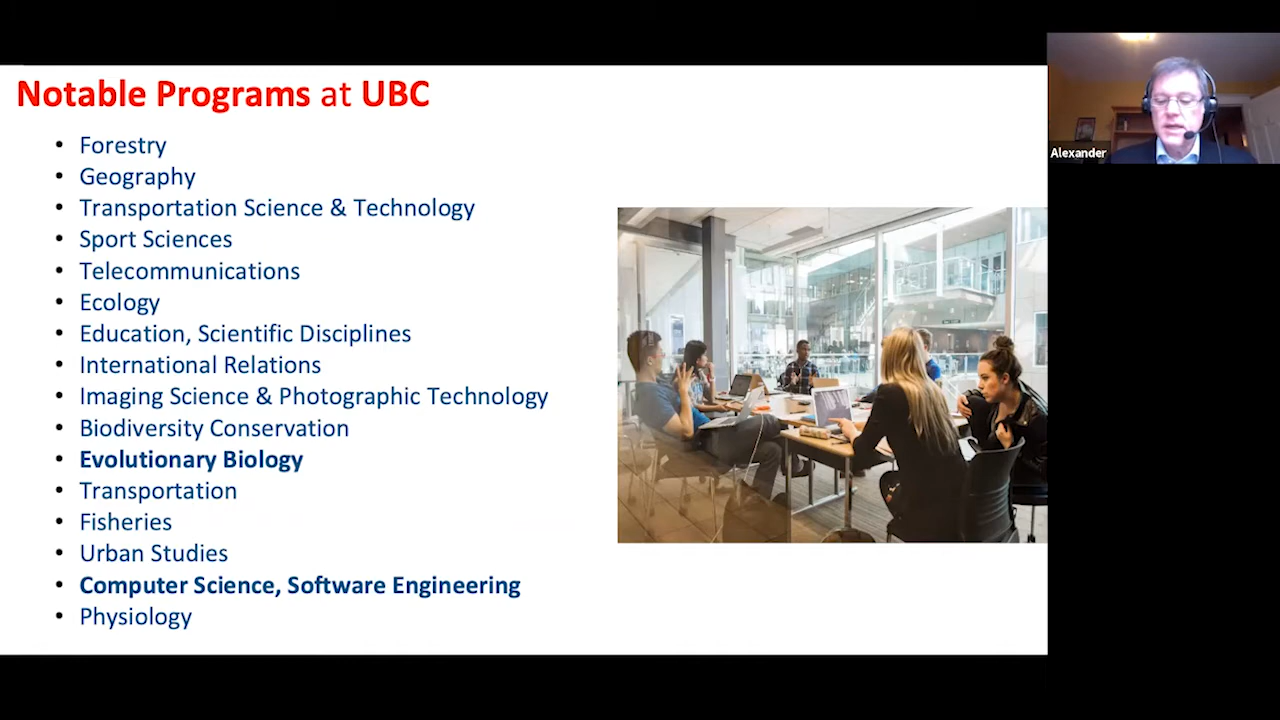 Notable Programs at UBC
• Forestry
• Geography
• Transportation Science & Technology
• Sport Sciences
• Telecommunications
• Ecology
• Education, Scientific Disciplines
• International Relations
• Imaging Science & Photographic Technology
• Biodiversity Conservation
• Evolutionary Biology
• Transportation
• Fisheries
• Urban Studies
• Computer Science, Software Engineering
• Physiology
Alexander